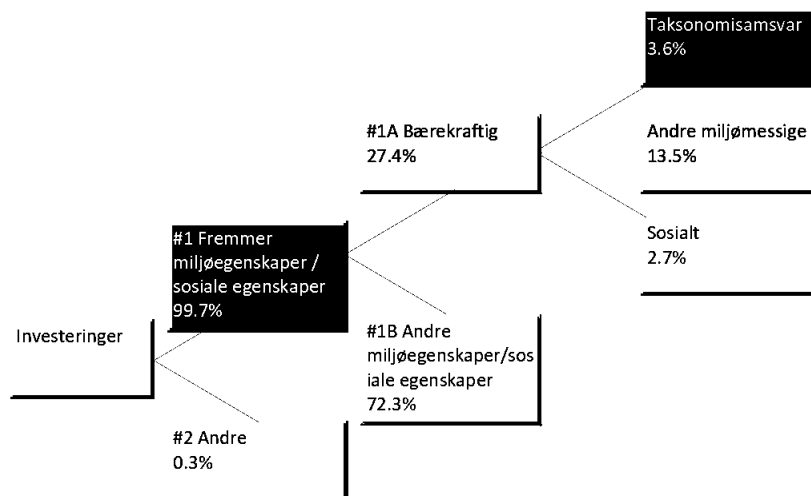 Taksonomisamsvar
3.6%
#1A Bærekraftig
27.4%
Andre miljømessige
13.5%
#1 Fremmer
miljøegenskaper /
sosiale egenskaper
99.7%
Sosialt
2.7%
Investeringer
#1B Andre
miljøegenskaper/sos
iale egenskaper
72.3%
#2 Andre
0.3%